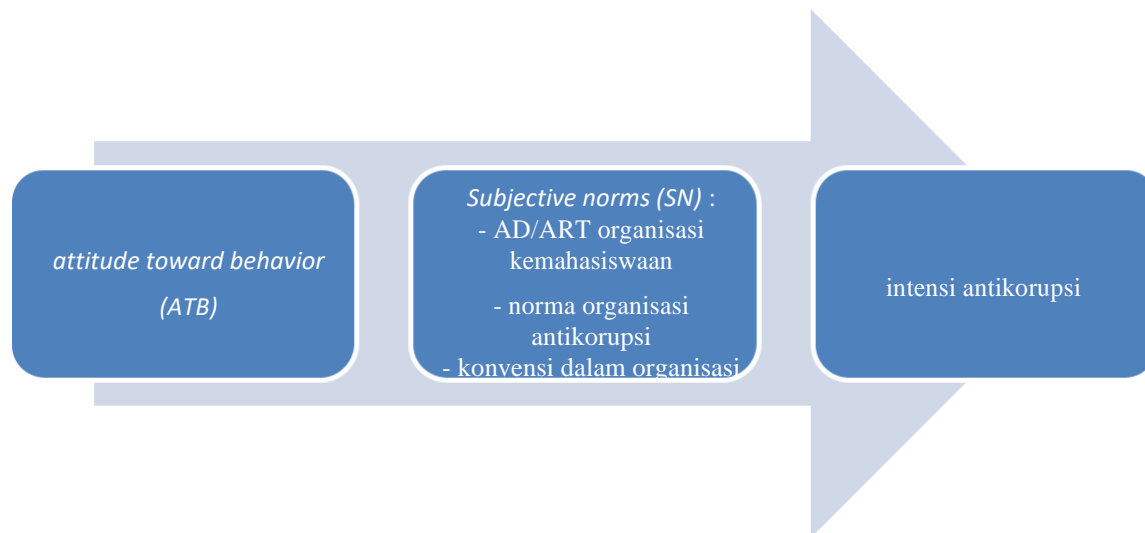 attitude toward behavior
(ATB)
Subjective norms (SN) :
- AD/ART organisasi
kemahasiswaan
- norma organisasi
antikorupsi
- konvensi dalam organisasi
intensi antikorupsi